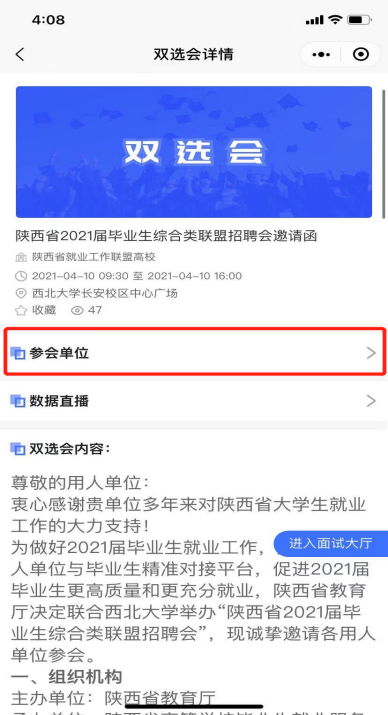 4:08
双选会详情
双选会
陕西省2021届毕业生综合类联盟招聘会邀请函
陕西省就业工作联盟高校
2021-04-10 09:30 至 2021-04-10 16:00
西北大学长安校区中心广场
收藏 47
参会单位
数据直播
双选会内容：
尊敬的用人单位：
衷心感谢贵单位多年来对陕西省大学生就业
工作的大力支持！
为做好2021届毕业生就业工作，
进入面试大厅
人单位与毕业生精准对接平台，促进2021届
毕业生更高质量和更充分就业，陕西省教育
厅决定联合西北大学举办“陕西省2021届毕
业生综合类联盟招聘会”，现诚挚邀请各用人
单位参会。
一、组织机构
主办单位：陕西省教育厅